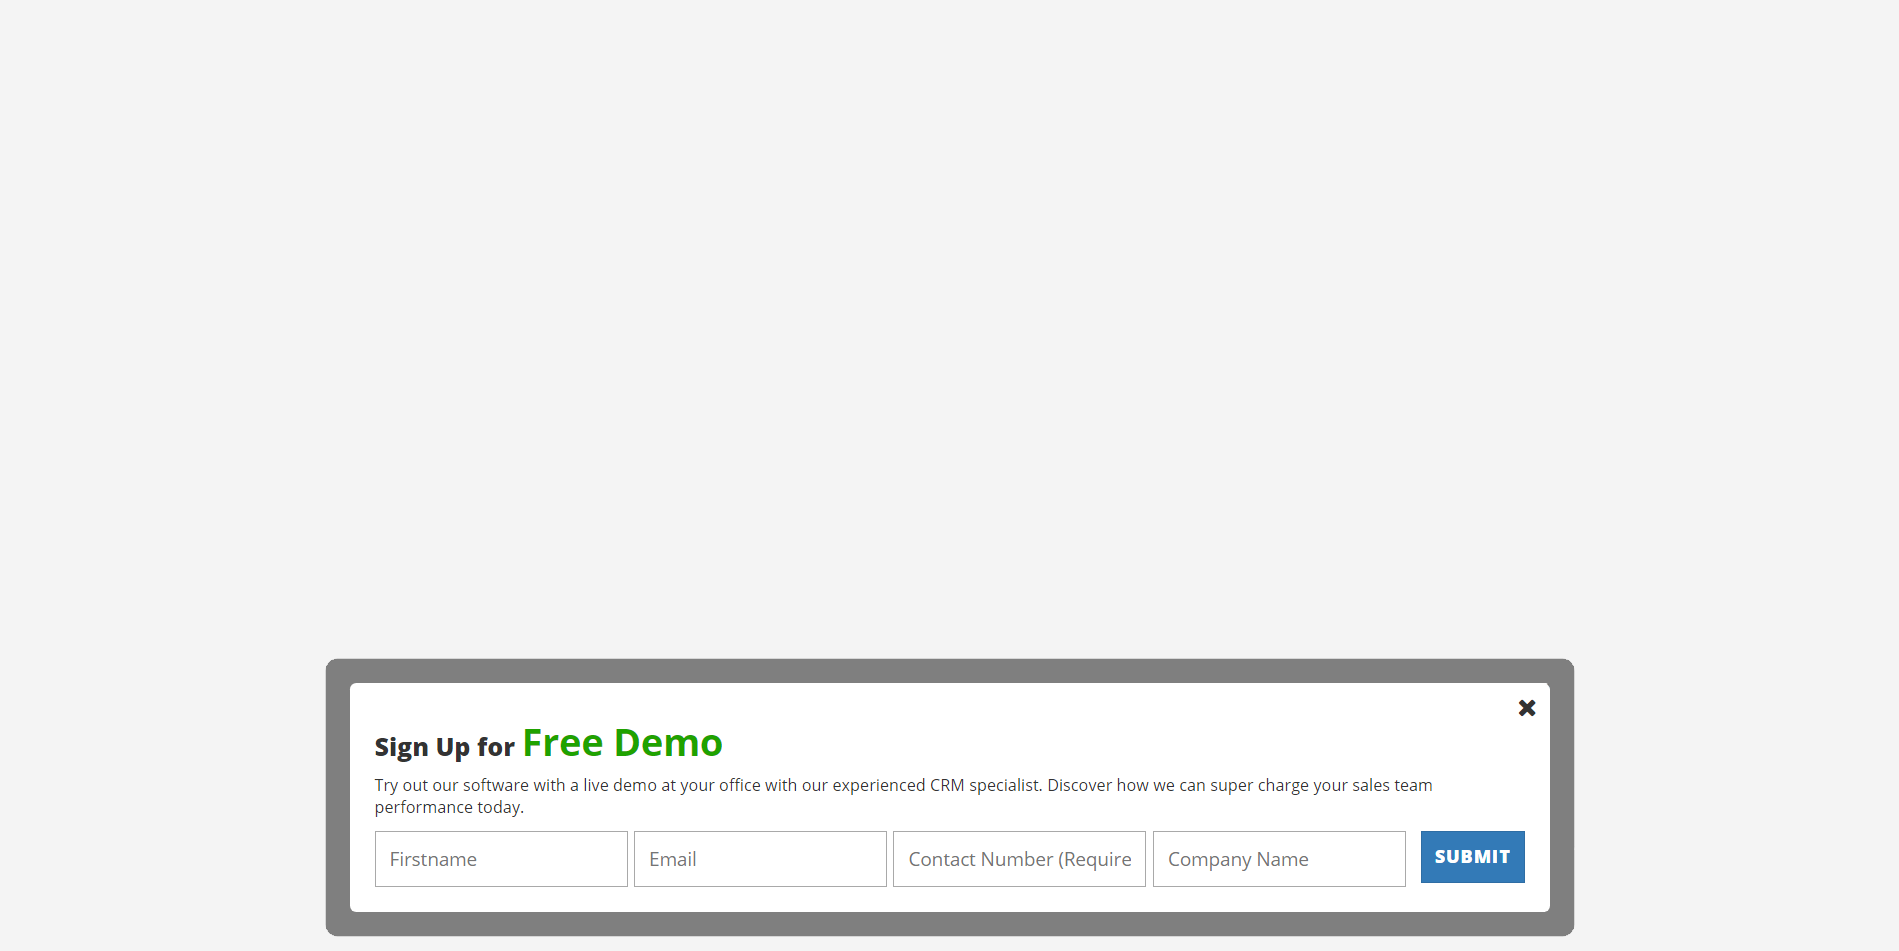 Sign Up for Free Demo
Try out our software with a live demo at your office with our experienced CRM specialist. Discover how we can super charge your sales team
performance today.
Firstname Email Contact Number (Require Company Name SUBMIT